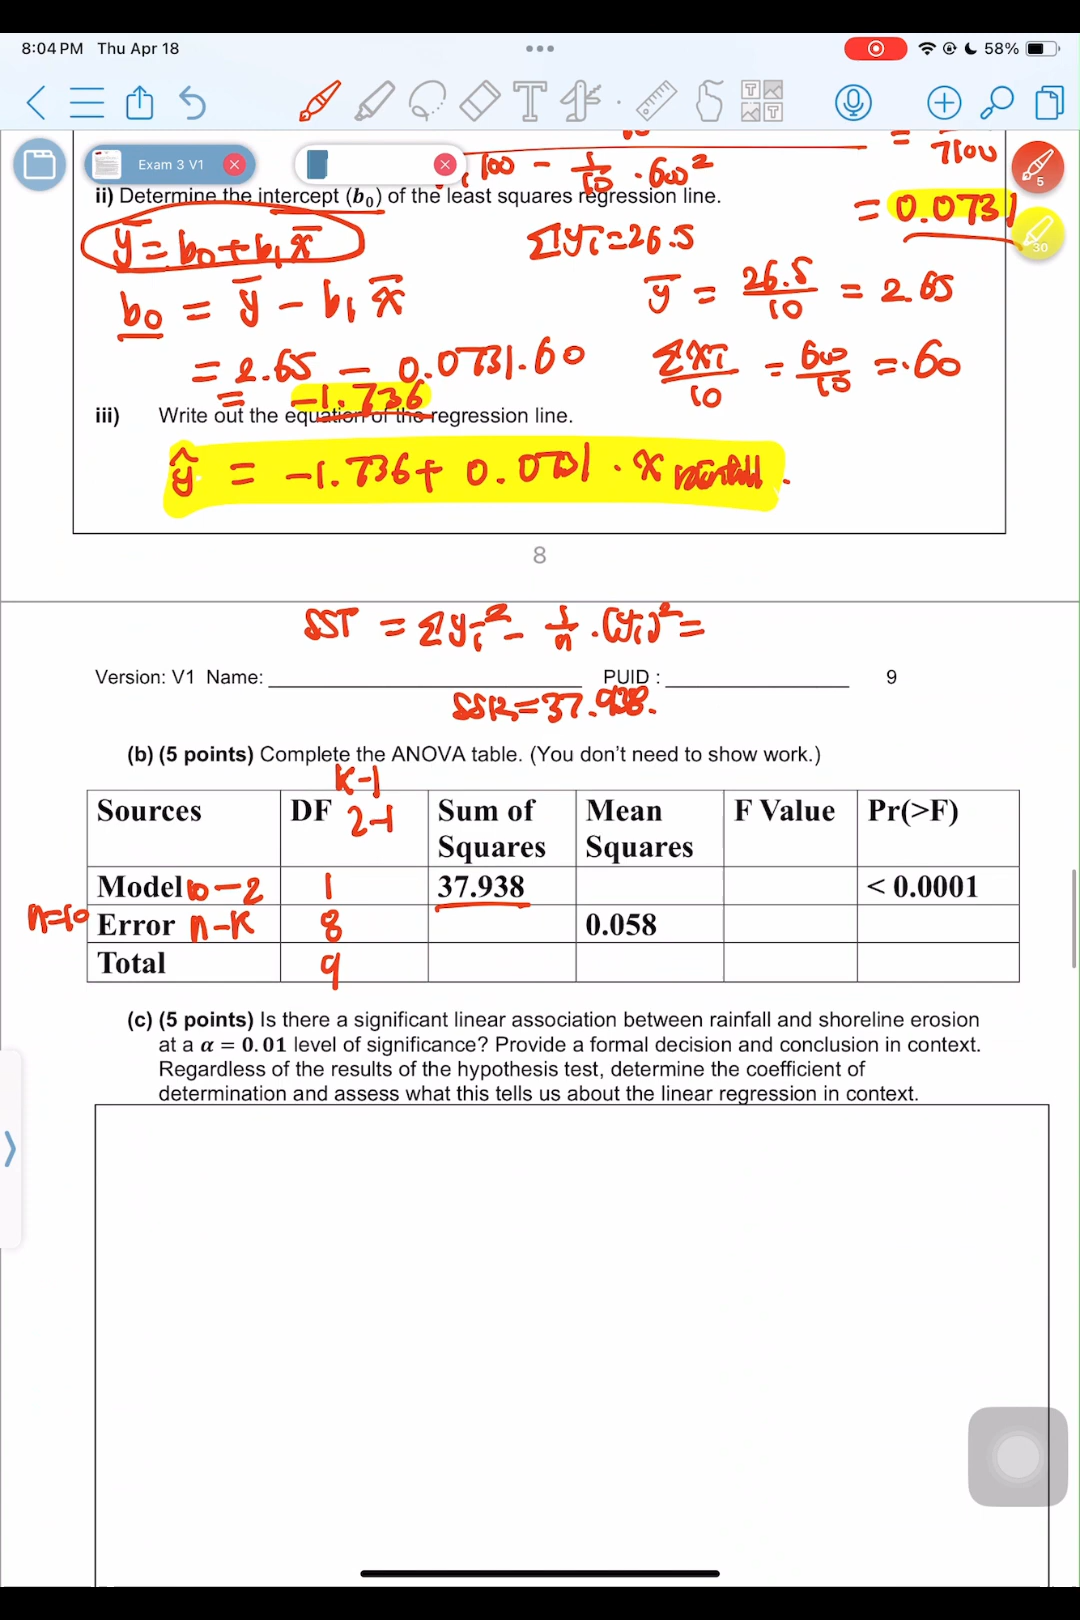 8:04 PM Thu Apr 18
58%
Exam 3 V1
5
30
100 - 1/10 · 600²
= 7100
ii) Determine the intercept (b₀) of the least squares regression line.
= 0.0731
ȳ = b₀ + b₁ x̄
Σyᵢ = 26.5
b₀ = ȳ - b₁ x̄
ȳ = 26.5/10 = 2.65
= 2.65 - 0.0731.60
Σxᵢ/10 = 600/10 = 60
= -1.736
iii) Write out the equation of the regression line.
ŷ = -1.736 + 0.0731 · x rainfall.
8
SST = Σyᵢ² - 1/n · (yᵢ)² =
Version: V1 Name: PUID : 9
SSR = 37.938.
(b) (5 points) Complete the ANOVA table. (You don't need to show work.)
k-1
Sources DF 2-1 Sum of Squares Mean Squares F Value Pr(>F)
Model 10-2 1 37.938 < 0.0001
n=10 Error n-k 8 0.058
Total 9
(c) (5 points) Is there a significant linear association between rainfall and shoreline erosion
at a α = 0.01 level of significance? Provide a formal decision and conclusion in context.
Regardless of the results of the hypothesis test, determine the coefficient of
determination and assess what this tells us about the linear regression in context.